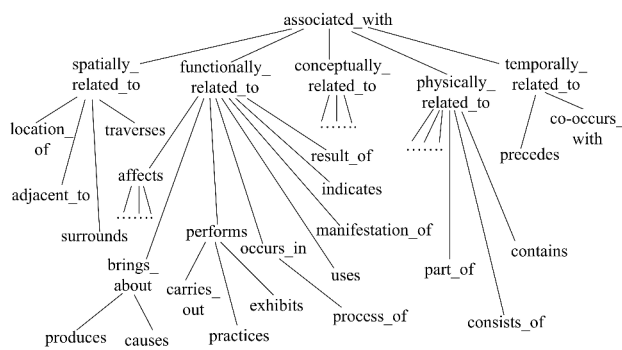 associated_with
spatially_
related_to
functionally_
related_to
conceptually_
related_to
physically_
related_to
temporally_
related_to
location_
of
traverses
adjacent_to
surrounds
affects
result_of
indicates
manifestation_of
performs
occurs_in
uses
brings_
about
carries_
out
exhibits
practices
process_of
produces
causes
part_of
contains
consists_of
precedes
co-occurs_
with